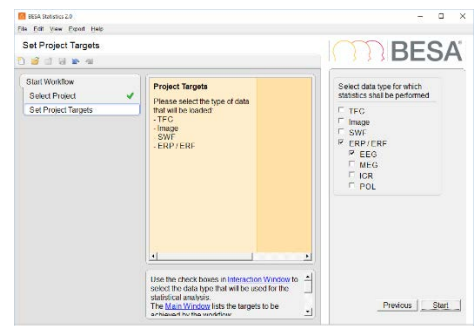 BESA Statistics 2.0
File Edit View Export Help
Set Project Targets
BESA
Start Workflow
Select Project
Set Project Targets
Project Targets
Please select the type of data
that will be loaded
- TFC
- Image
SWF
- ERP / ERF
Select data type for which
statistics shall be performed
TFC
Image
SWF
ERP / ERF
EEG
MEG
ICR
POL
Use the check boxes in Interaction Window to
select the data type that will be used for the
statistical analysis.
The Main Window lists the targets to be
achieved by the workflow
Previous
Start